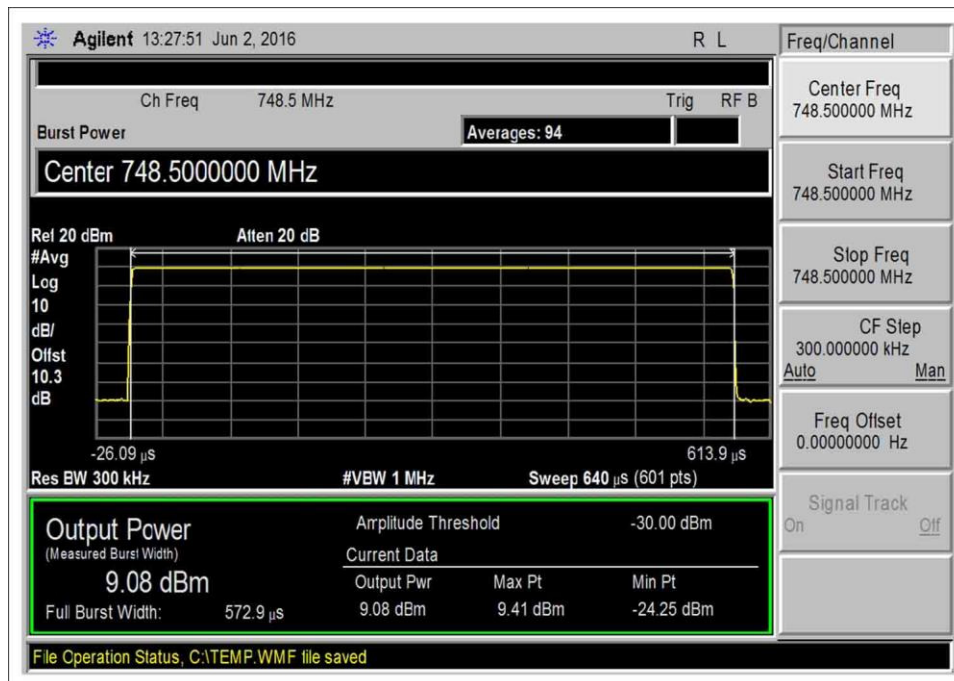 Agilent 13:27:51 Jun 2, 2016 R L
Freq/Channel
Ch Freq 748.5 MHz Trig RF B
Burst Power Averages: 94
Center 748.5000000 MHz
Ref 20 dBm Atten 20 dB
#Avg
Log
10
dB/
Offst
10.3
dB
-26.09 µs 613.9 µs
Res BW 300 kHz #VBW 1 MHz Sweep 640 µs (601 pts)
Output Power
(Measured Burst Width)
9.08 dBm
Full Burst Width: 572.9 µs
Amplitude Threshold -30.00 dBm
Current Data
Output Pwr Max Pt Min Pt
9.08 dBm 9.41 dBm -24.25 dBm
File Operation Status, C:\TEMP.WMF file saved
Center Freq
748.500000 MHz
Start Freq
748.500000 MHz
Stop Freq
748.500000 MHz
CF Step
300.000000 kHz
Auto Man
Freq Offset
0.00000000 Hz
Signal Track
On Off